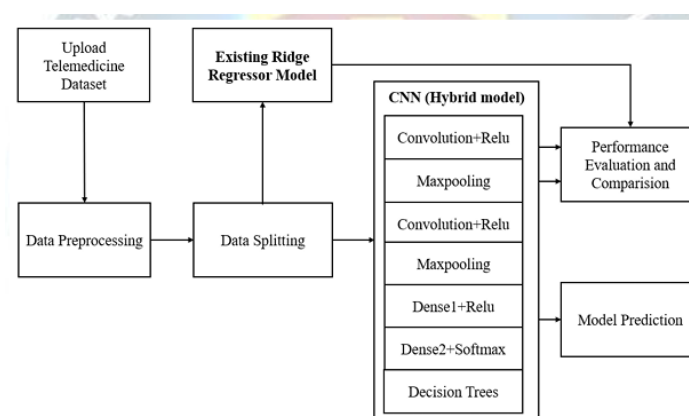 Upload
Telemedicine
Dataset
Existing Ridge
Regressor Model
CNN (Hybrid model)
Convolution+Relu
Maxpooling
Convolution+Relu
Maxpooling
Dense1+Relu
Dense2+Softmax
Decision Trees
Performance
Evaluation and
Comparision
Data Preprocessing
Data Splitting
Model Prediction